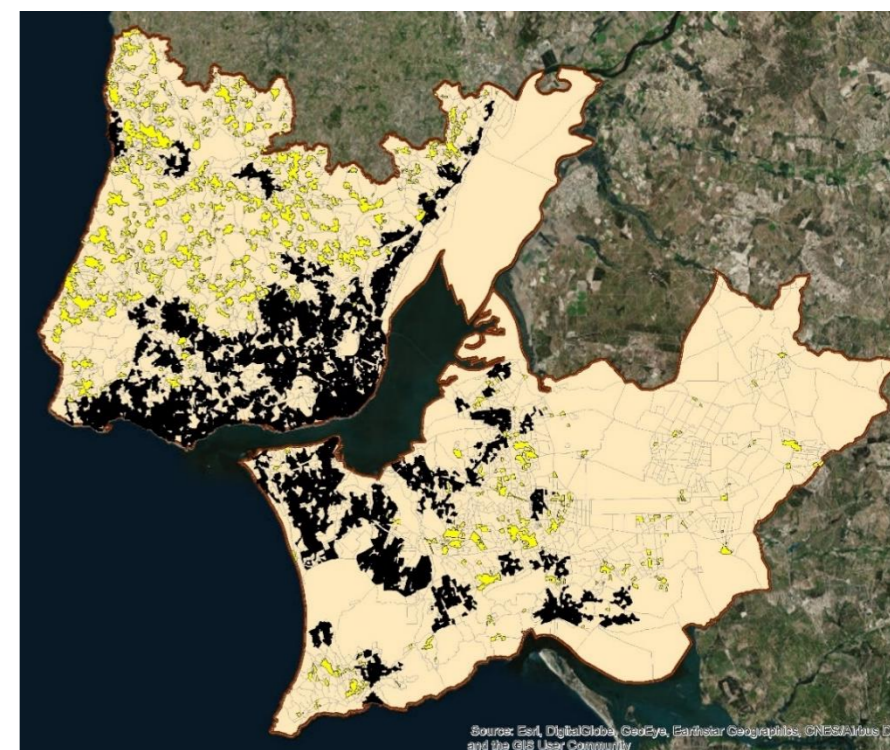 Source: Esri, DigitalGlobe, GeoEye, Earthstar Geographics, CNES/Airbus D
and the GIS User Community